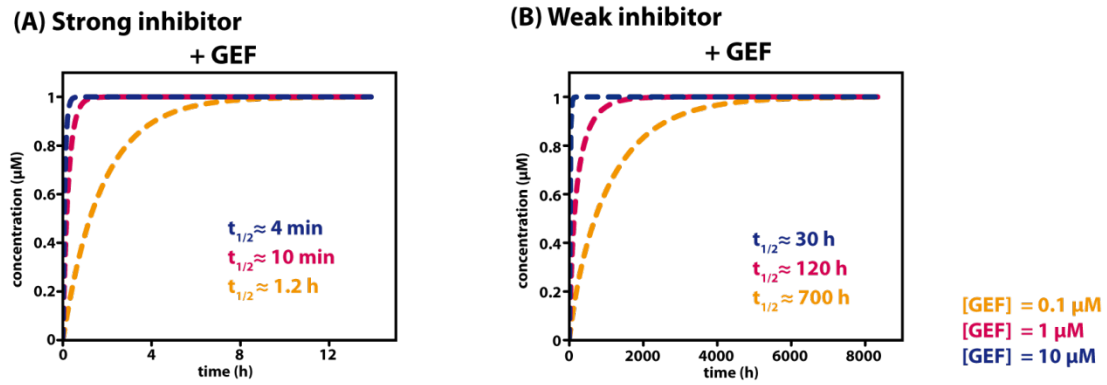 (A) Strong inhibitor
+ GEF
concentration (µM)
1
0.8
0.6
0.4
0.2
0
t1/2≈ 4 min
t1/2≈ 10 min
t1/2≈ 1.2 h
0 4 8 12
time (h)
(B) Weak inhibitor
+ GEF
concentration (µM)
1
0.8
0.6
0.4
0.2
0
t1/2≈ 30 h
t1/2≈ 120 h
t1/2≈ 700 h
0 2000 4000 6000 8000
time (h)
[GEF] = 0.1 µM
[GEF] = 1 µM
[GEF] = 10 µM